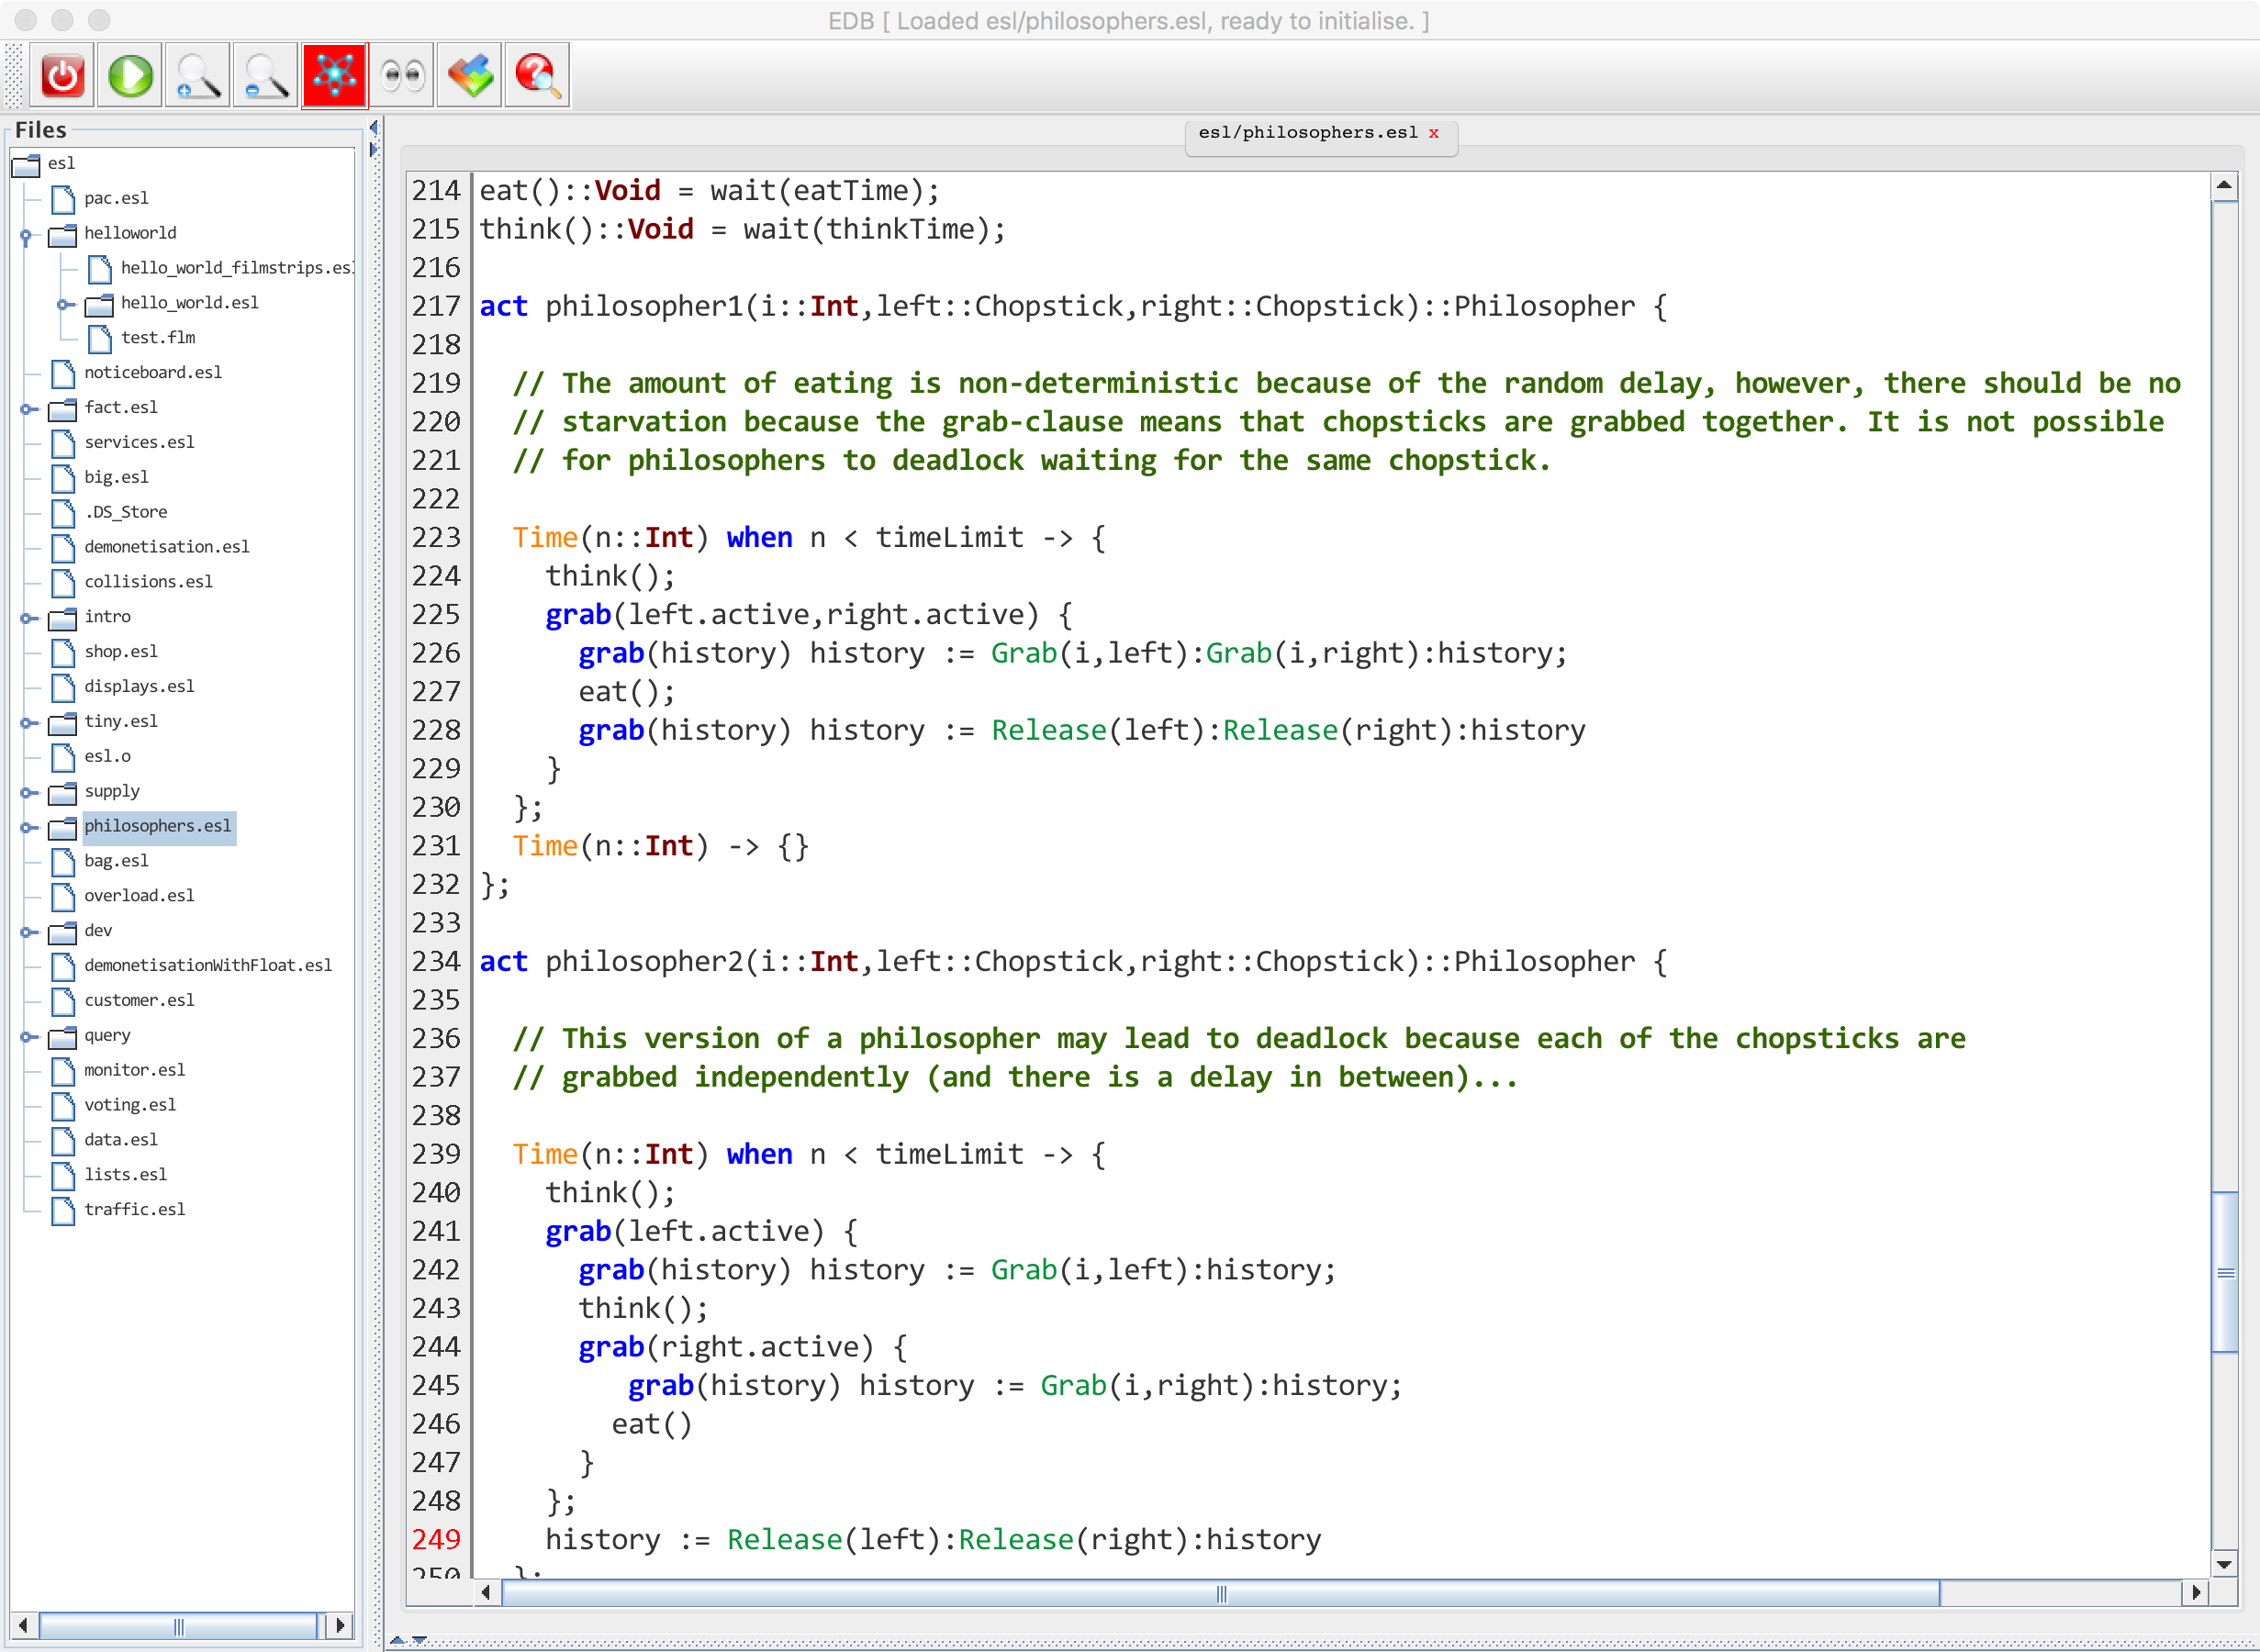 EDB [ Loaded esl/philosophers.esl, ready to initialise. ]
Files
esl
pac.esl
helloworld
hello_world_filmstrips.esl
hello_world.esl
test.flm
noticeboard.esl
fact.esl
services.esl
big.esl
.DS_Store
demonetisation.esl
collisions.esl
intro
shop.esl
displays.esl
tiny.esl
esl.o
supply
philosophers.esl
bag.esl
overload.esl
dev
demonetisationWithFloat.esl
customer.esl
query
monitor.esl
voting.esl
data.esl
lists.esl
traffic.esl
esl/philosophers.esl x
214 eat()::Void = wait(eatTime);
215 think()::Void = wait(thinkTime);
216
217 act philosopher1(i::Int,left::Chopstick,right::Chopstick)::Philosopher {
218
219   // The amount of eating is non-deterministic because of the random delay, however, there should be no
220   // starvation because the grab-clause means that chopsticks are grabbed together. It is not possible
221   // for philosophers to deadlock waiting for the same chopstick.
222
223   Time(n::Int) when n < timeLimit -> {
224     think();
225     grab(left.active,right.active) {
226       grab(history) history := Grab(i,left):Grab(i,right):history;
227       eat();
228       grab(history) history := Release(left):Release(right):history
229     }
230   };
231   Time(n::Int) -> {}
232 };
233
234 act philosopher2(i::Int,left::Chopstick,right::Chopstick)::Philosopher {
235
236   // This version of a philosopher may lead to deadlock because each of the chopsticks are
237   // grabbed independently (and there is a delay in between)...
238
239   Time(n::Int) when n < timeLimit -> {
240     think();
241     grab(left.active) {
242       grab(history) history := Grab(i,left):history;
243       think();
244       grab(right.active) {
245          grab(history) history := Grab(i,right):history;
246         eat()
247       }
248     };
249     history := Release(left):Release(right):history
250   };